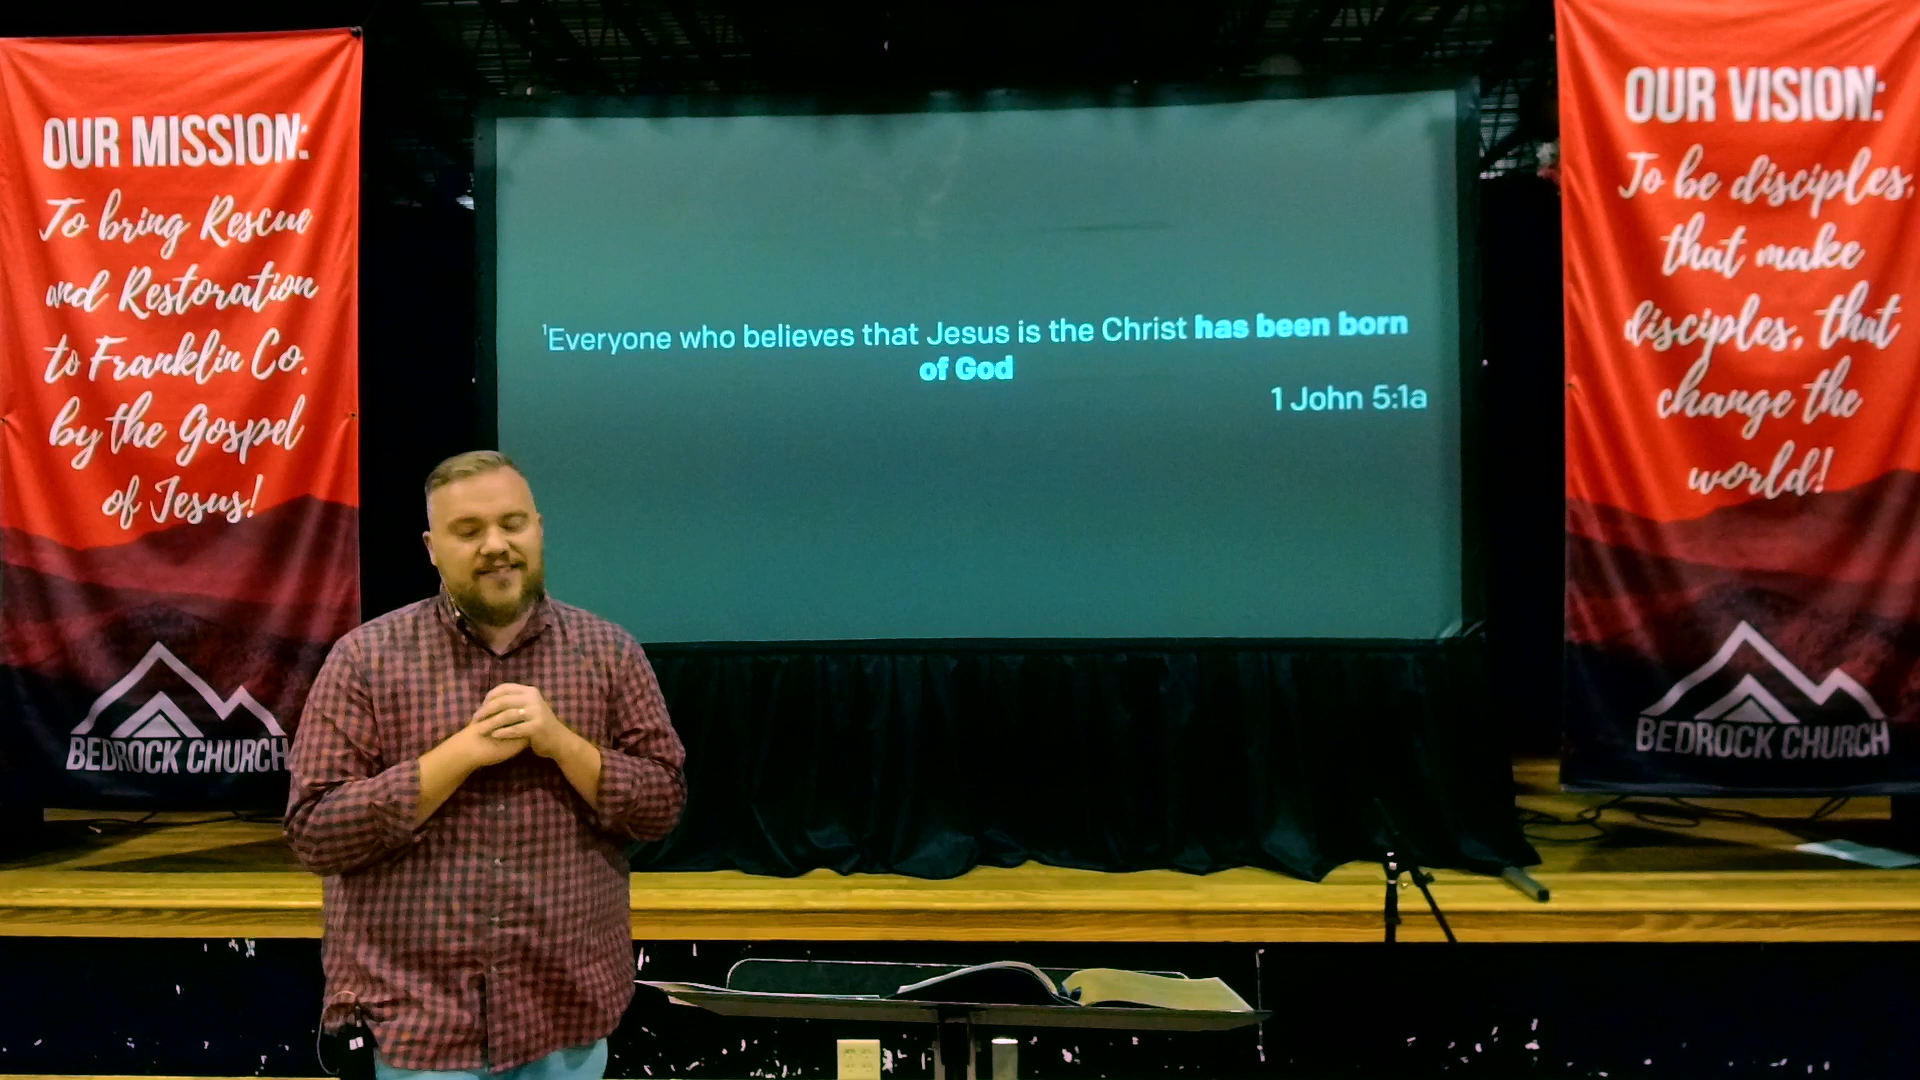 OUR MISSION:
To bring Rescue
and Restoration
to Franklin Co.
by the Gospel
of Jesus!
BEDROCK CHURCH
¹Everyone who believes that Jesus is the Christ has been born
of God
1 John 5:1a
OUR VISION:
To be disciples,
that make
disciples, that
change the
world!
BEDROCK CHURCH